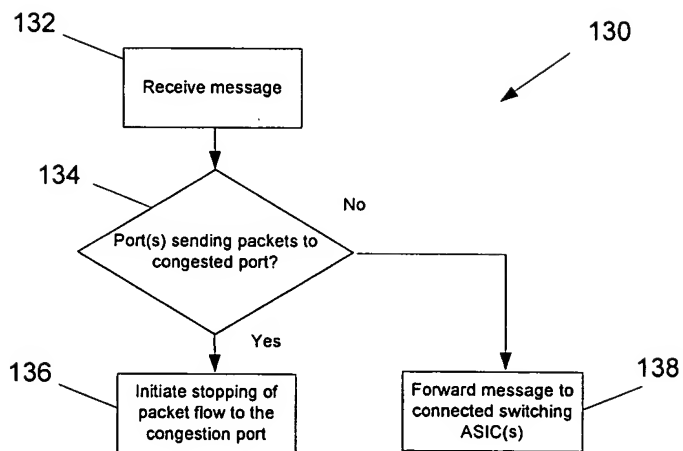 132
130
Receive message
134
No
Port(s) sending packets to
congested port?
Yes
136
Initiate stopping of
packet flow to the
congestion port
138
Forward message to
connected switching
ASIC(s)